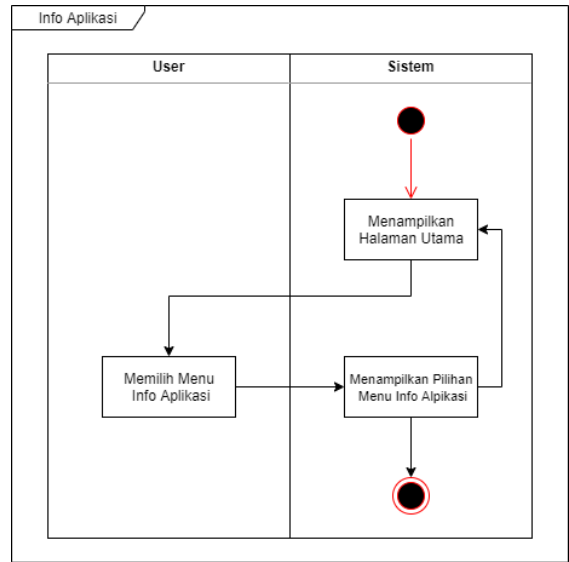 Info Aplikasi
User
Sistem
Menampilkan
Halaman Utama
Memilih Menu
Info Aplikasi
Menampilkan Pilihan
Menu Info Alpikasi